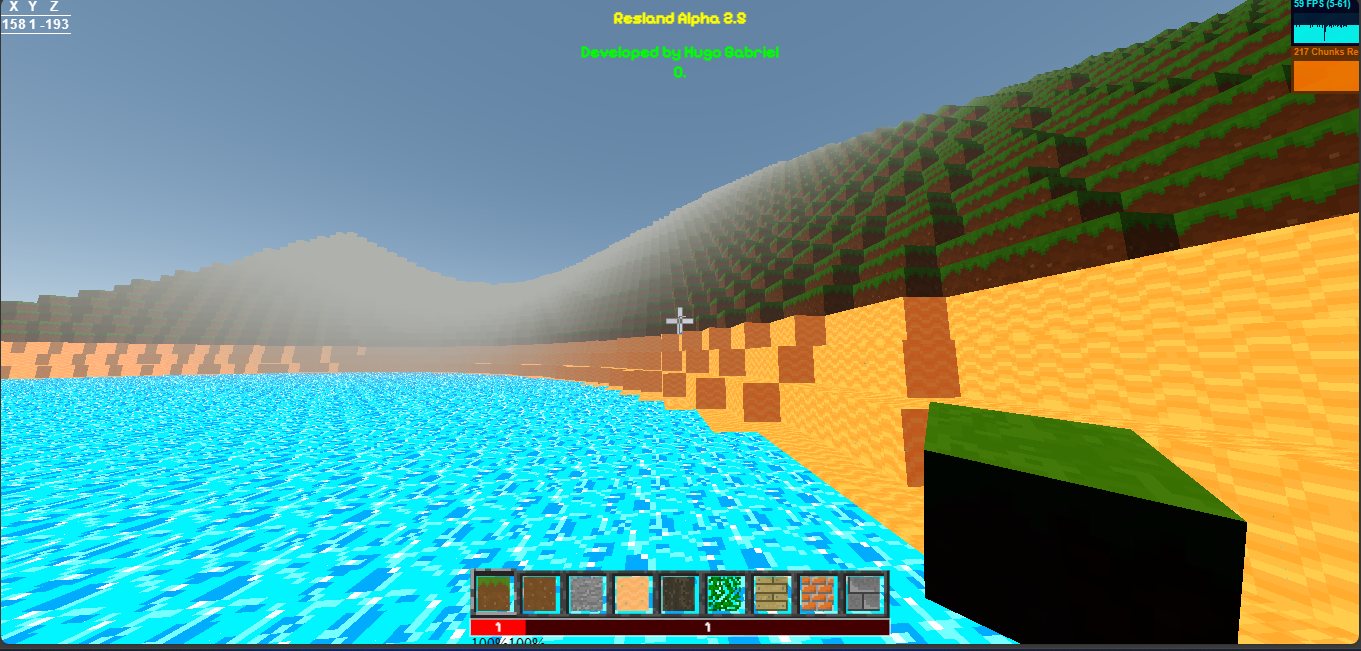 X Y Z
158 1 -193
Resland Alpha 2.9
Developed by Hugo Gabriel
0.
59 FPS (5-61)
217 Chunks Re
1
1
100%100%